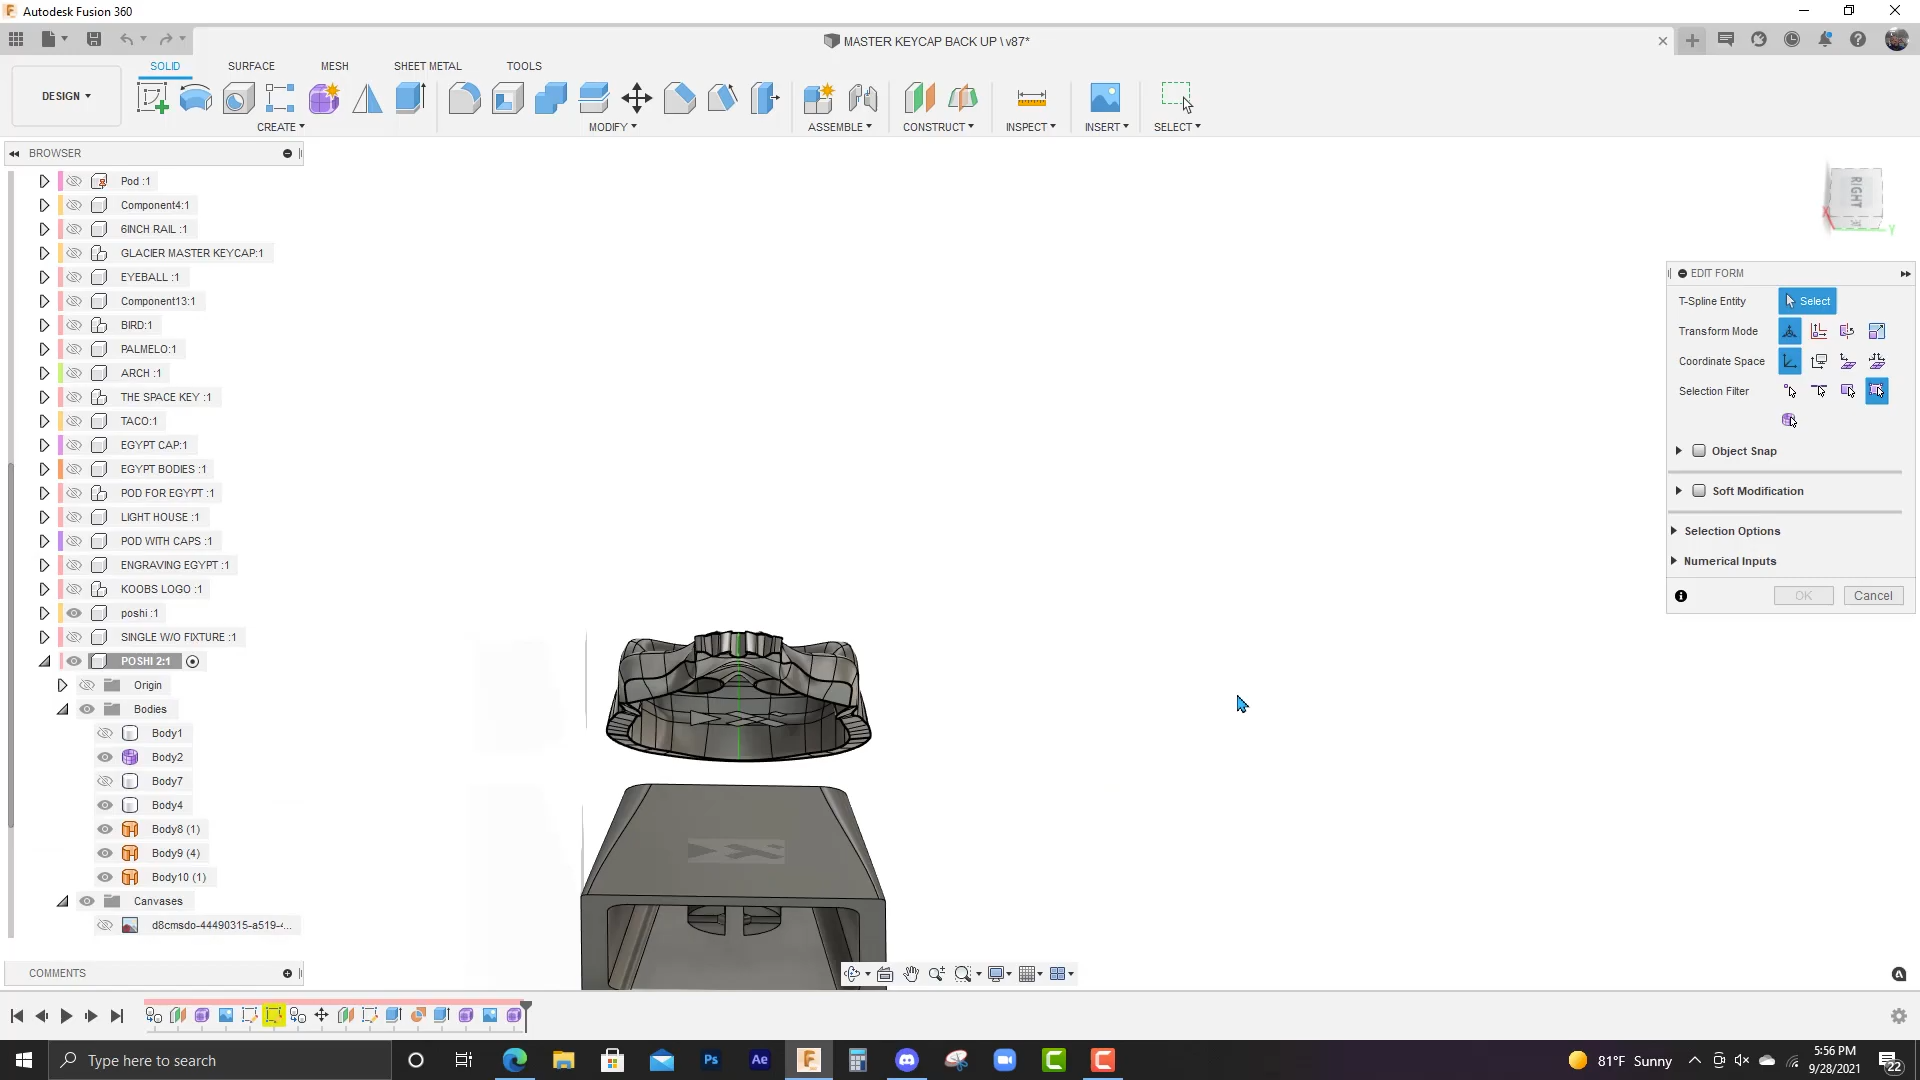 Autodesk Fusion 360
MASTER KEYCAP BACK UP \ v87*
DESIGN
SOLID
SURFACE
MESH
SHEET METAL
TOOLS
CREATE
MODIFY
ASSEMBLE
CONSTRUCT
INSPECT
INSERT
SELECT
BROWSER
Pod :1
Component4:1
6INCH RAIL :1
GLACIER MASTER KEYCAP:1
EYEBALL :1
Component13:1
BIRD:1
PALMELO:1
ARCH :1
THE SPACE KEY :1
TACO:1
EGYPT CAP:1
EGYPT BODIES :1
POD FOR EGYPT :1
LIGHT HOUSE :1
POD WITH CAPS :1
ENGRAVING EGYPT :1
KOOBS LOGO :1
poshi :1
SINGLE W/O FIXTURE :1
POSHI 2:1
Origin
Bodies
Body1
Body2
Body7
Body4
Body8 (1)
Body9 (4)
Body10 (1)
Canvases
d8cmsdo-44490315-a519-...
COMMENTS
RIGHT
X
Y
EDIT FORM
T-Spline Entity
Select
Transform Mode
Coordinate Space
Selection Filter
Object Snap
Soft Modification
Selection Options
Numerical Inputs
OK
Cancel
Type here to search
Ps
Ae
F
C
C
81°F Sunny
5:56 PM
9/28/2021
22